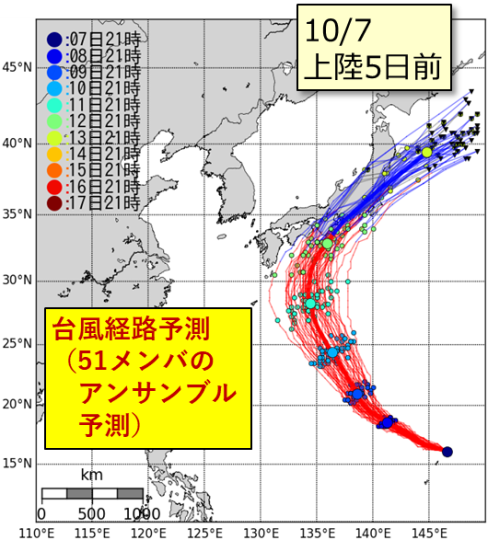 10/7
上陸5日前
:07日21時
:08日21時
:09日21時
:10日21時
:11日21時
:12日21時
:13日21時
:14日21時
:15日21時
:16日21時
:17日21時
45°N
40°N
35°N
30°N
25°N
20°N
15°N
台風経路予測
（51メンバの
アンサンブル
予測）
km
0 500 1000
110°E 115°E 120°E 125°E 130°E 135°E 140°E 145°E